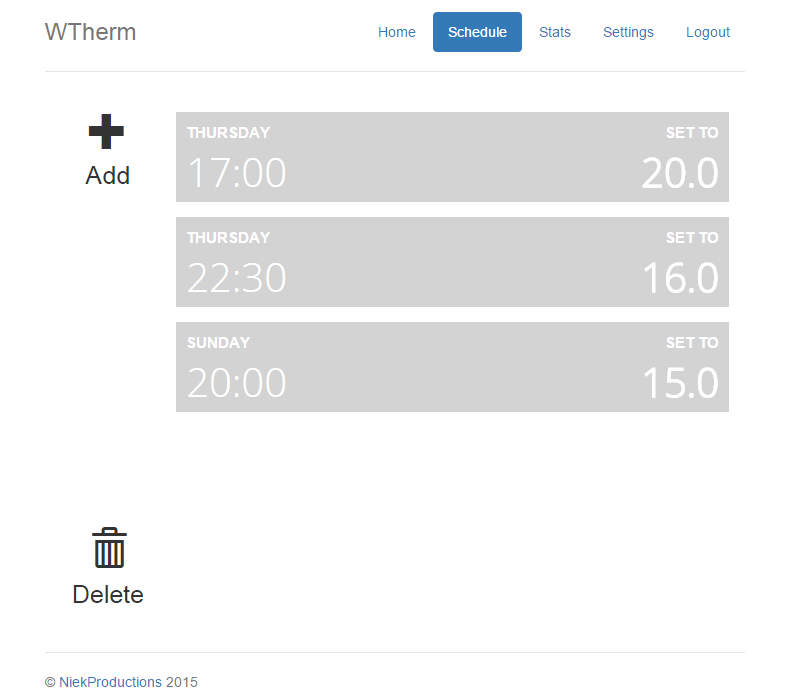 WTherm Home Schedule Stats Settings Logout
Add
THURSDAY SET TO
17:00 20.0
THURSDAY SET TO
22:30 16.0
SUNDAY SET TO
20:00 15.0
Delete
© NiekProductions 2015